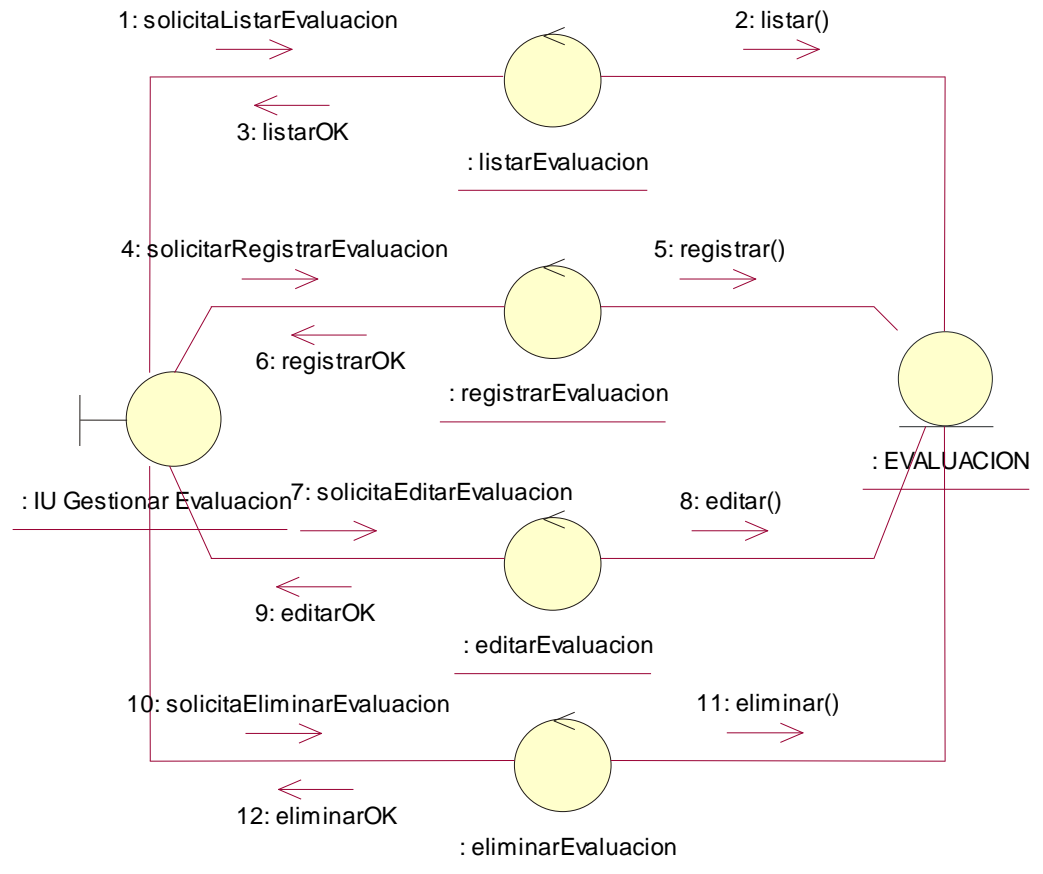 1: solicitaListarEvaluacion
2: listar()
3: listarOK
: listarEvaluacion
4: solicitarRegistrarEvaluacion
5: registrar()
6: registrarOK
: registrarEvaluacion
: EVALUACION
: IU Gestionar Evaluacion
7: solicitaEditarEvaluacion
8: editar()
9: editarOK
: editarEvaluacion
10: solicitaEliminarEvaluacion
11: eliminar()
12: eliminarOK
: eliminarEvaluacion